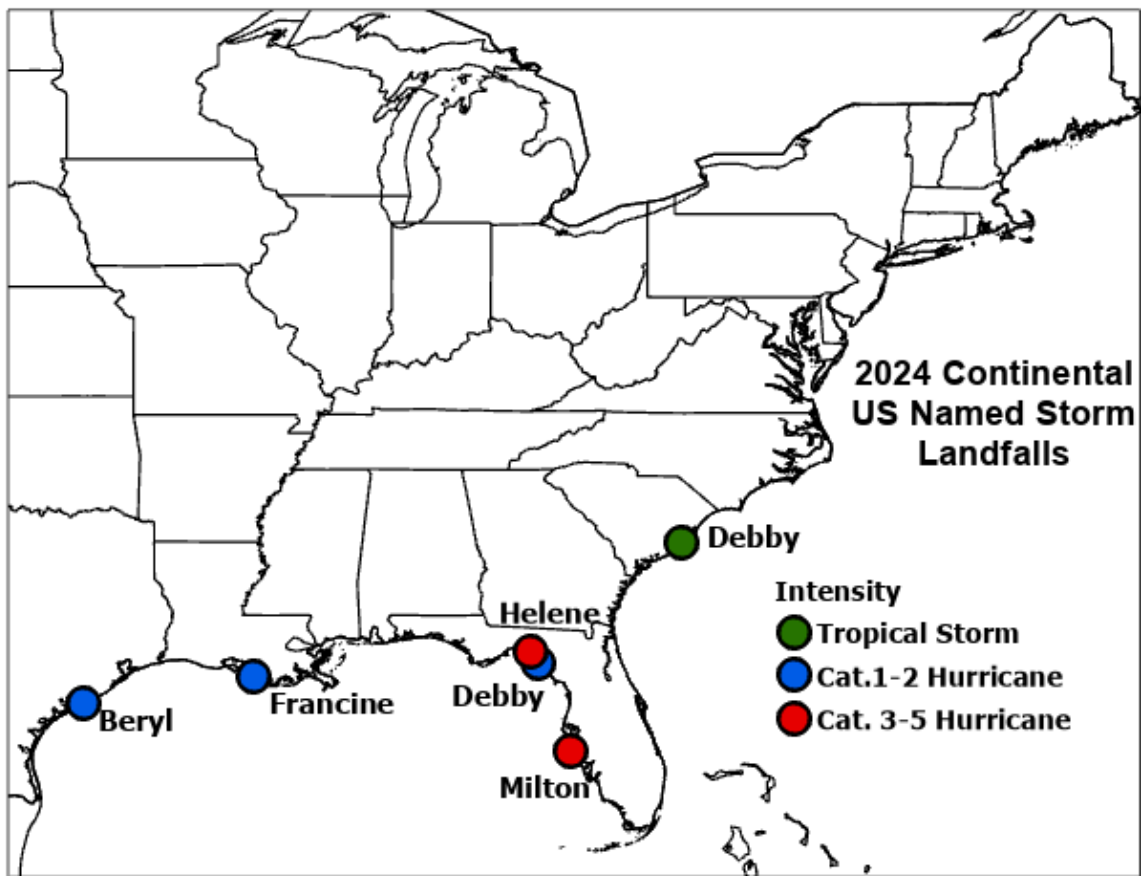 2024 Continental
US Named Storm
Landfalls
Debby
Helene
Debby
Francine
Beryl
Milton
Intensity
Tropical Storm
Cat.1-2 Hurricane
Cat. 3-5 Hurricane